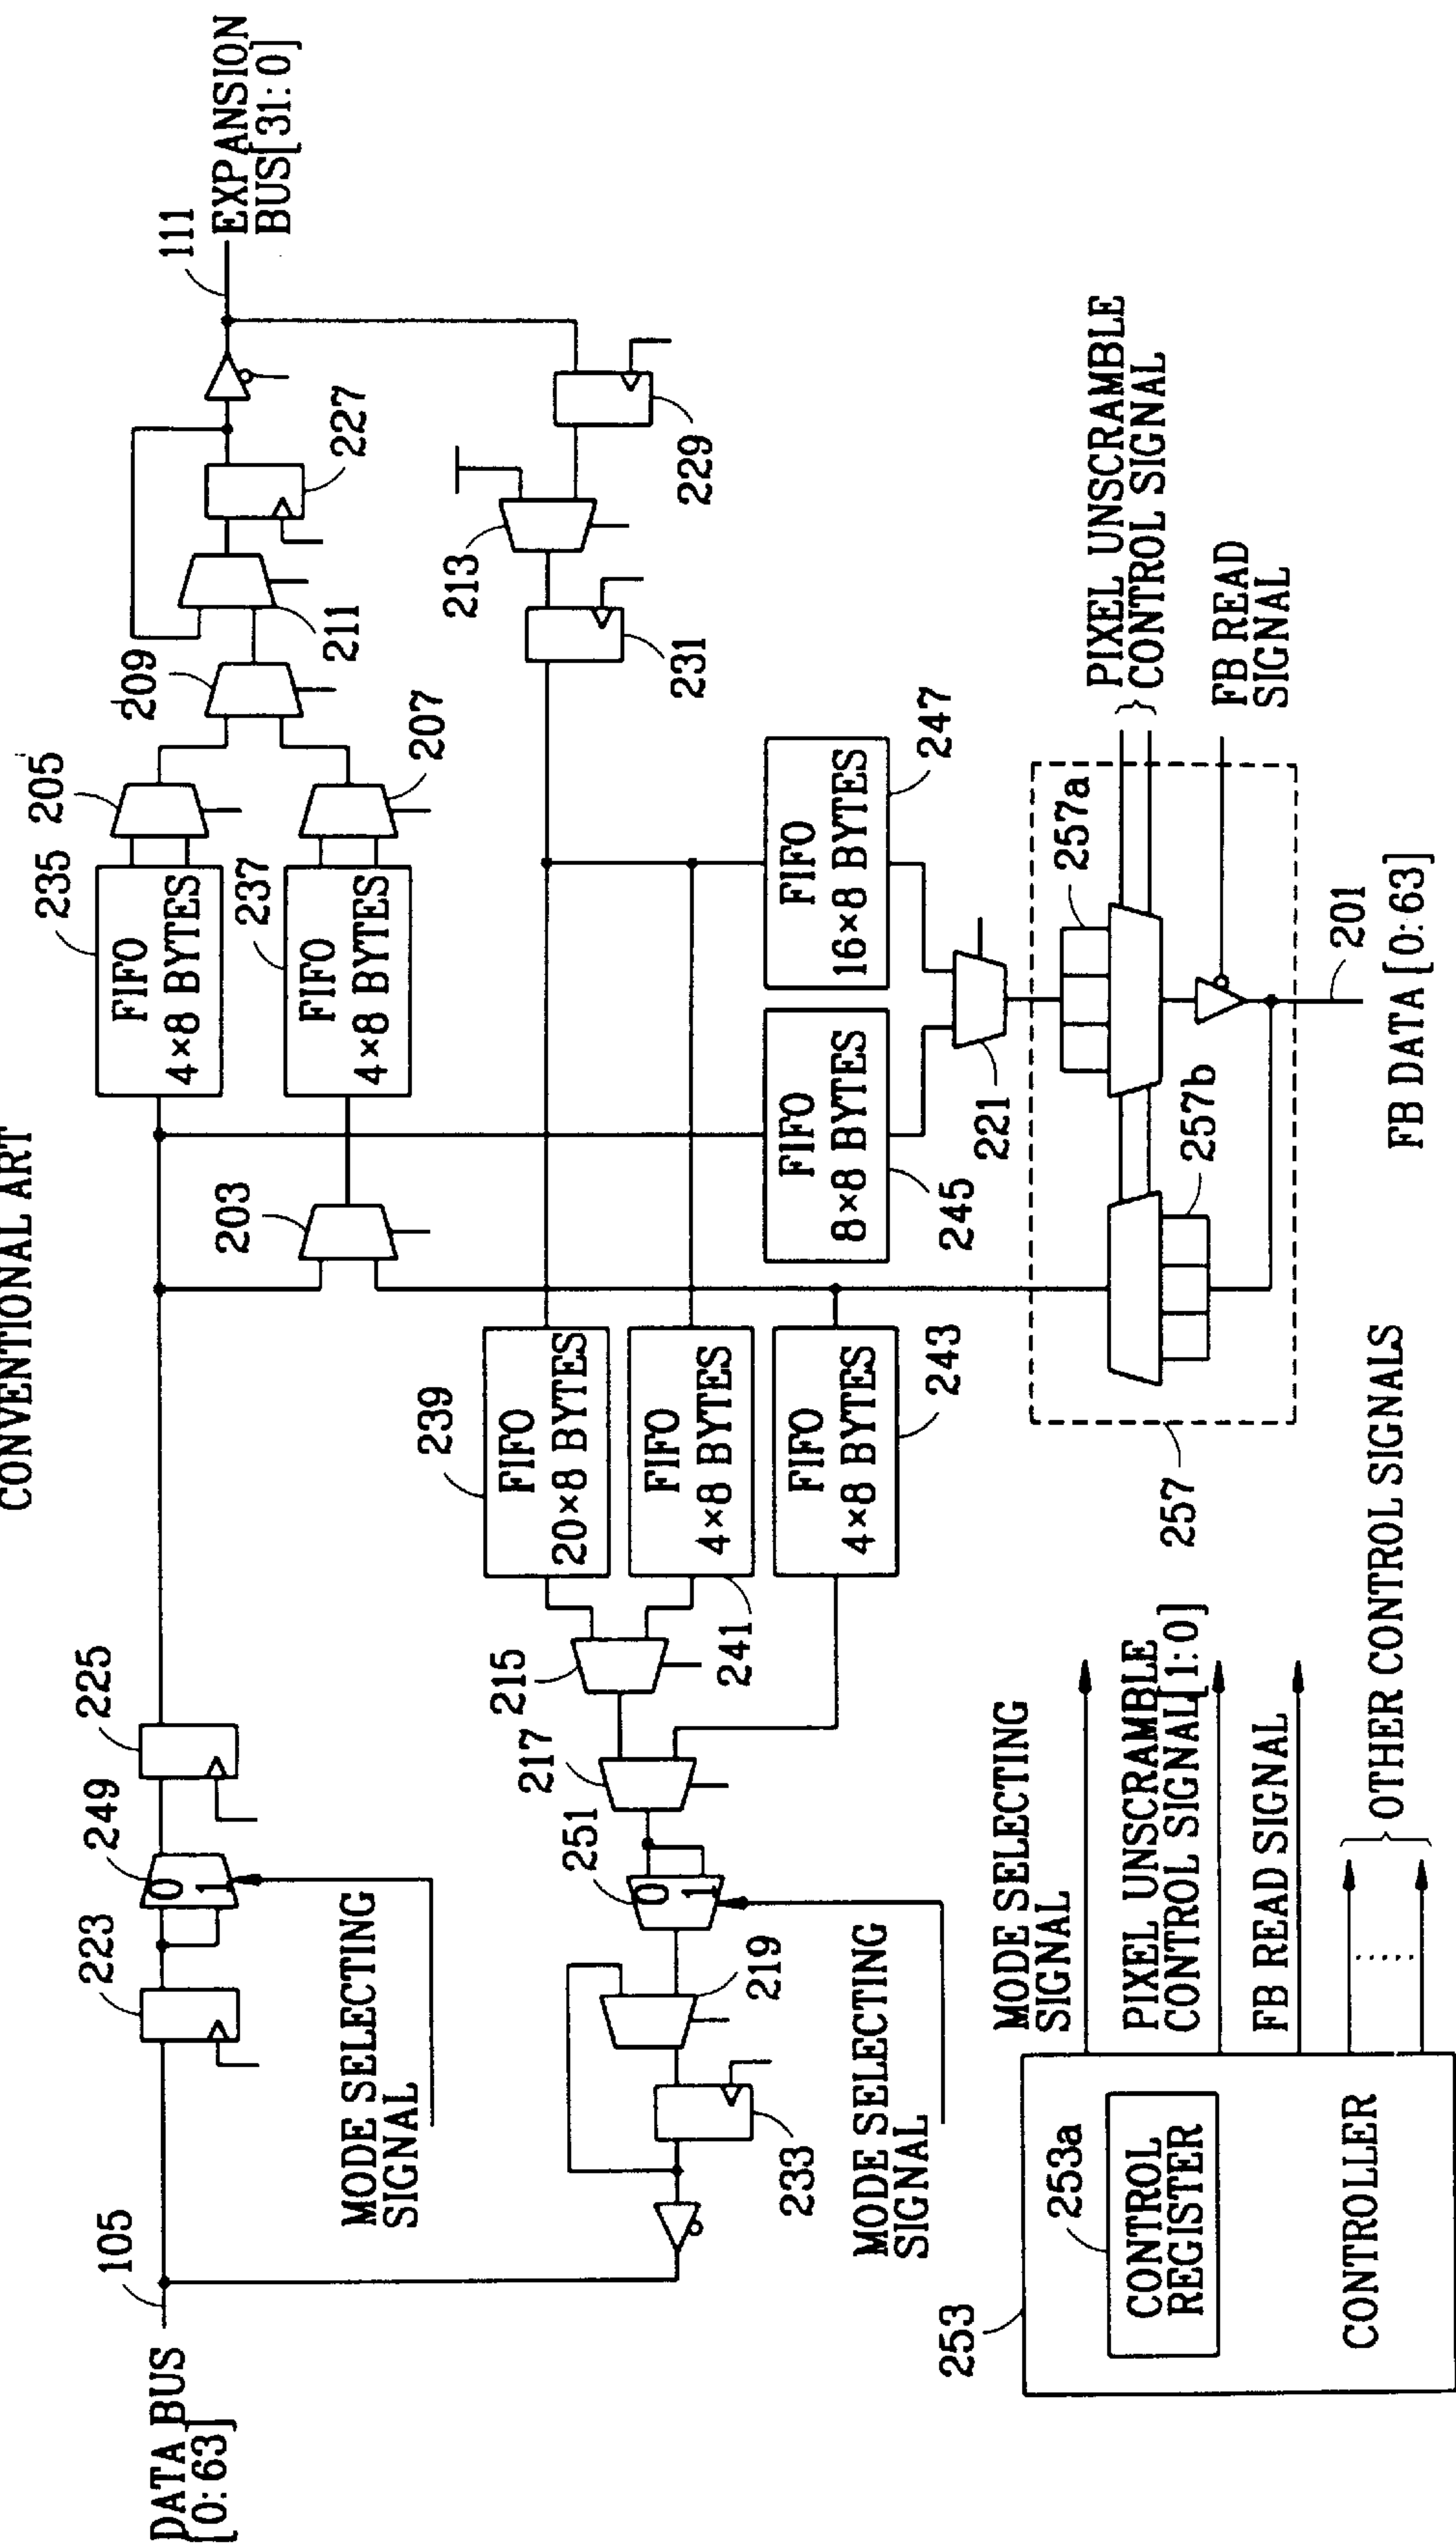 CONVENTIONAL ART
DATA BUS
[0:63]
105
223
249
0
1
225
MODE SELECTING
SIGNAL
203
235
FIFO
4×8 BYTES
237
FIFO
4×8 BYTES
205
207
209
211
227
111
EXPANSION
BUS[31:0]
213
229
231
239
FIFO
20×8 BYTES
FIFO
4×8 BYTES
241
FIFO
4×8 BYTES
243
215
217
251
0
1
219
233
MODE SELECTING
SIGNAL
FIFO
8×8 BYTES
245
FIFO
16×8 BYTES
247
221
257a
257b
257
PIXEL UNSCRAMBLE
CONTROL SIGNAL
FB READ
SIGNAL
201
FB DATA [0:63]
253
253a
CONTROL
REGISTER
CONTROLLER
MODE SELECTING
SIGNAL
PIXEL UNSCRAMBLE
CONTROL SIGNAL[1:0]
FB READ SIGNAL
OTHER CONTROL SIGNALS